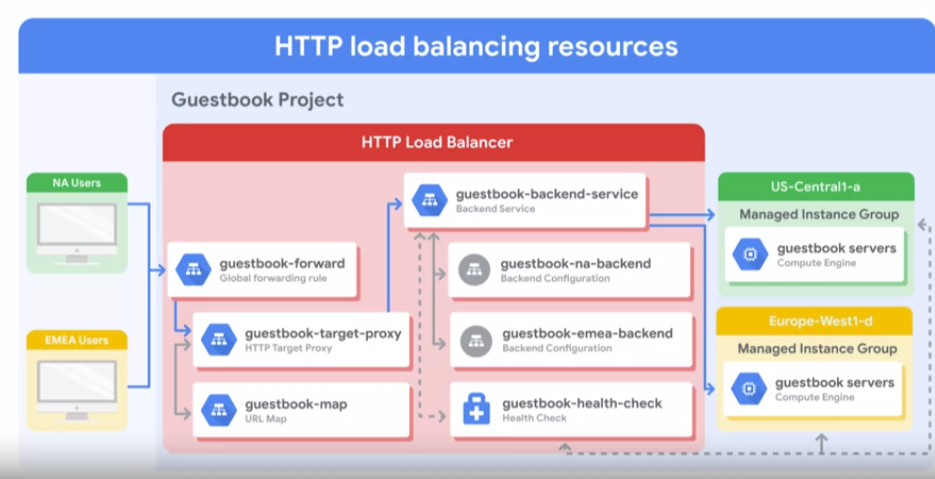 HTTP load balancing resources
Guestbook Project
HTTP Load Balancer
NA Users
EMEA Users
guestbook-forward
Global forwarding rule
guestbook-target-proxy
HTTP Target Proxy
guestbook-map
URL Map
guestbook-backend-service
Backend Service
guestbook-na-backend
Backend Configuration
guestbook-emea-backend
Backend Configuration
guestbook-health-check
Health Check
US-Central1-a
Managed Instance Group
guestbook servers
Compute Engine
Europe-West1-d
Managed Instance Group
guestbook servers
Compute Engine